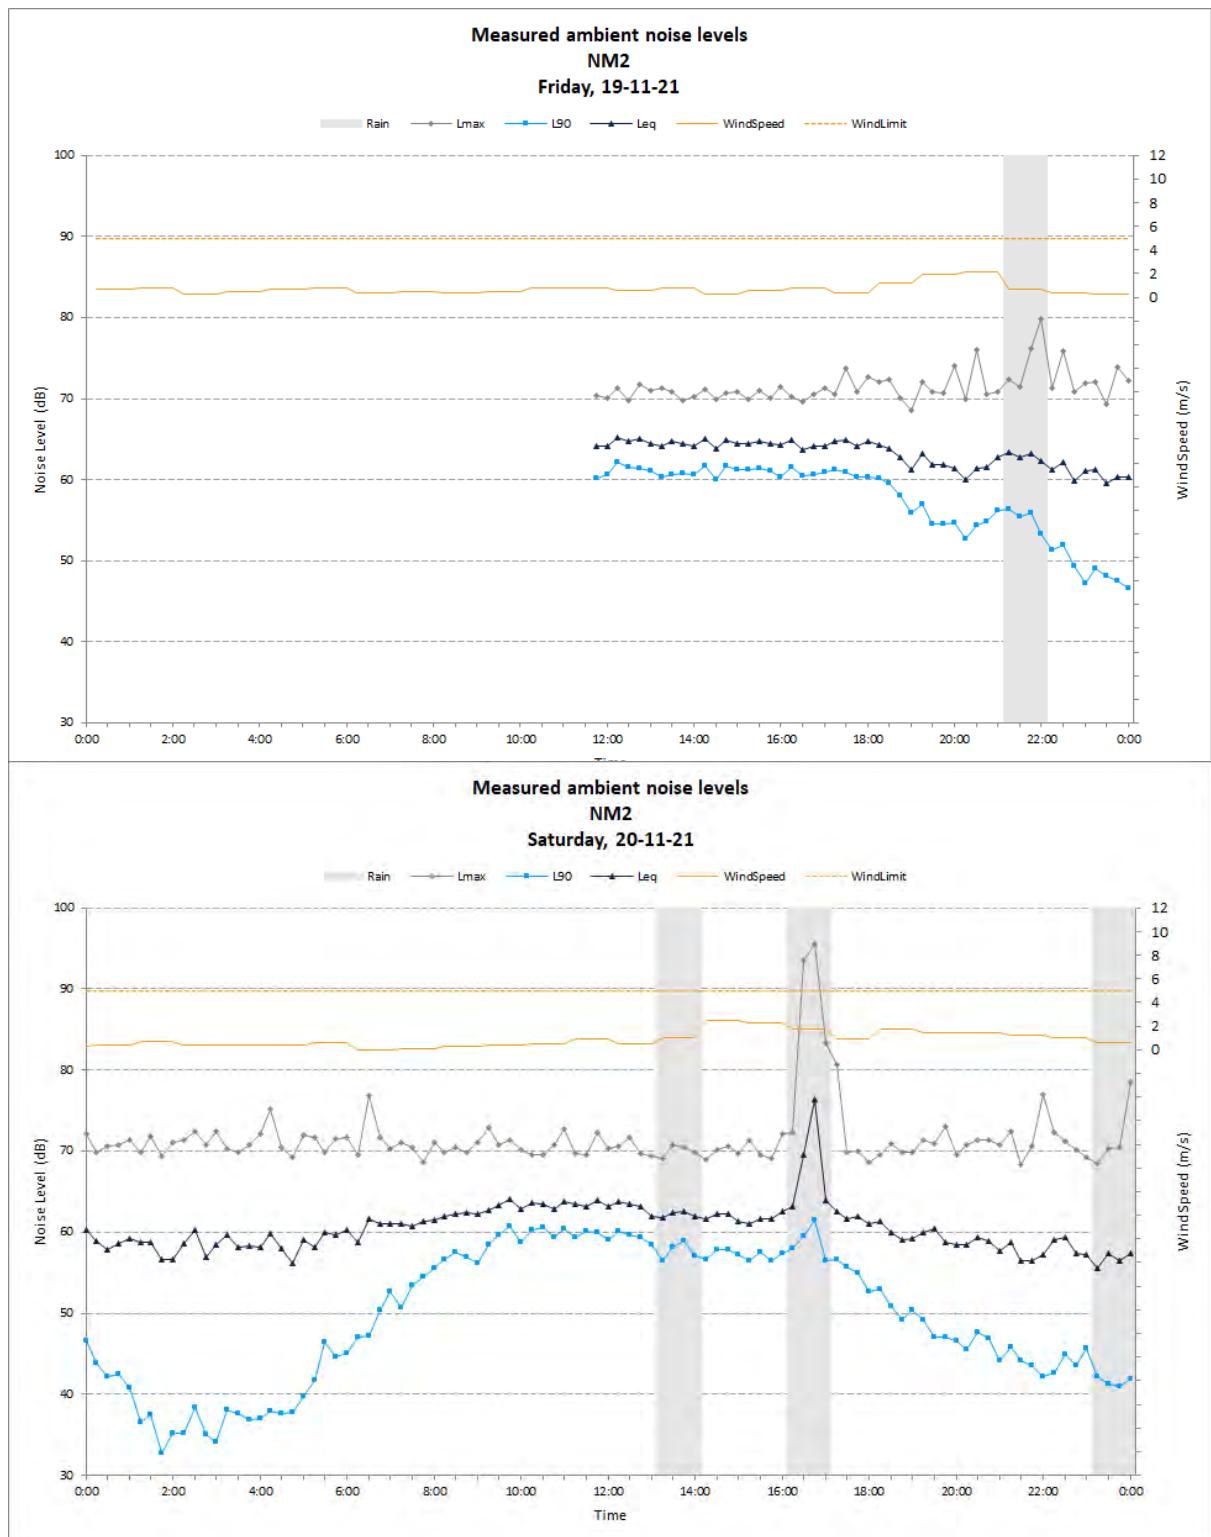 Measured ambient noise levels
NM2
Friday, 19-11-21
Rain Lmax L90 Leq WindSpeed WindLimit
100
90
80
70
60
50
40
30
Noise Level (dB)
12
10
8
6
4
2
0
WindSpeed (m/s)
0:00 2:00 4:00 6:00 8:00 10:00 12:00 14:00 16:00 18:00 20:00 22:00 0:00
Time
Measured ambient noise levels
NM2
Saturday, 20-11-21
Rain Lmax L90 Leq WindSpeed WindLimit
100
90
80
70
60
50
40
30
Noise Level (dB)
12
10
8
6
4
2
0
WindSpeed (m/s)
0:00 2:00 4:00 6:00 8:00 10:00 12:00 14:00 16:00 18:00 20:00 22:00 0:00
Time